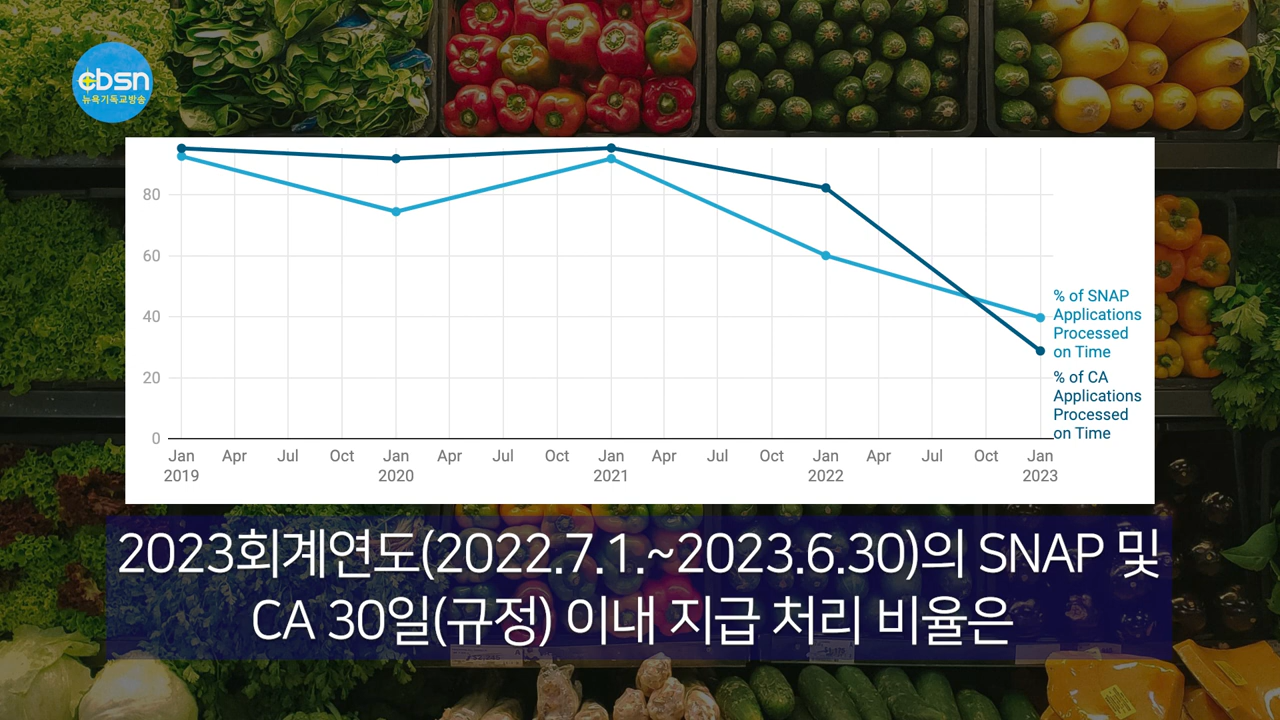 cbsn
뉴욕기독교방송
80
60
40
20
0
Jan 2019
Apr
Jul
Oct
Jan 2020
Apr
Jul
Oct
Jan 2021
Apr
Jul
Oct
Jan 2022
Apr
Jul
Oct
Jan 2023
% of SNAP
Applications
Processed
on Time
% of CA
Applications
Processed
on Time
2023회계연도(2022.7.1.~2023.6.30)의 SNAP 및
CA 30일(규정) 이내 지급 처리 비율은